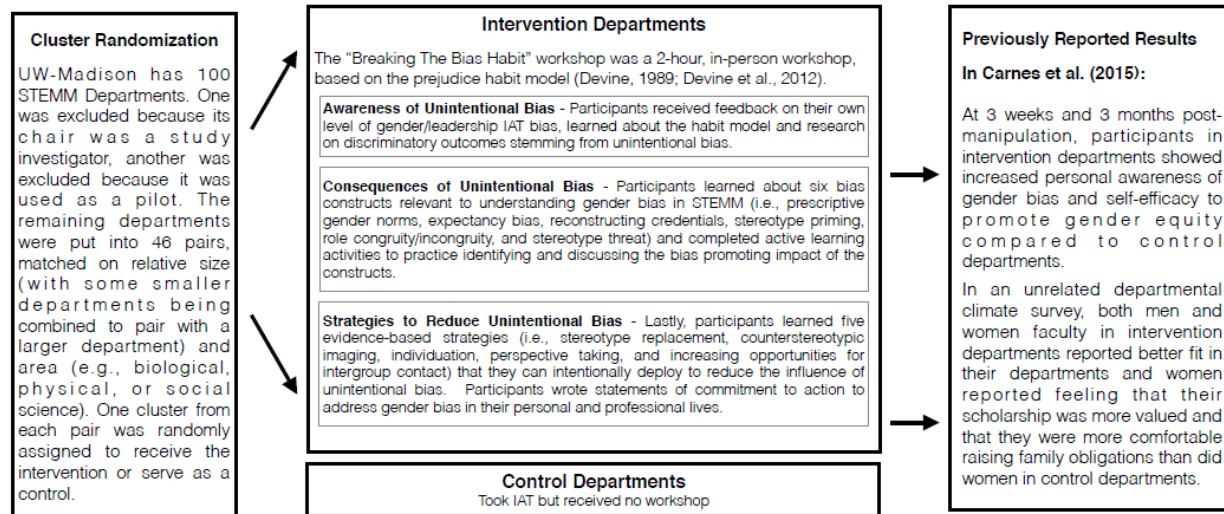 Cluster Randomization
UW-Madison has 100
STEMM Departments. One
was excluded because its
chair was a study
investigator, another was
excluded because it was
used as a pilot. The
remaining departments
were put into 46 pairs,
matched on relative size
(with some smaller
departments being
combined to pair with a
larger department) and
area (e.g., biological,
physical, or social
science). One cluster from
each pair was randomly
assigned to receive the
intervention or serve as a
control.
Intervention Departments
The “Breaking The Bias Habit” workshop was a 2-hour, in-person workshop,
based on the prejudice habit model (Devine, 1989; Devine et al., 2012).
Awareness of Unintentional Bias - Participants received feedback on their own
level of gender/leadership IAT bias, learned about the habit model and research
on discriminatory outcomes stemming from unintentional bias.
Consequences of Unintentional Bias - Participants learned about six bias
constructs relevant to understanding gender bias in STEMM (i.e., prescriptive
gender norms, expectancy bias, reconstructing credentials, stereotype priming,
role congruity/incongruity, and stereotype threat) and completed active learning
activities to practice identifying and discussing the bias promoting impact of the
constructs.
Strategies to Reduce Unintentional Bias - Lastly, participants learned five
evidence-based strategies (i.e., stereotype replacement, counterstereotypic
imaging, individuation, perspective taking, and increasing opportunities for
intergroup contact) that they can intentionally deploy to reduce the influence of
unintentional bias. Participants wrote statements of commitment to action to
address gender bias in their personal and professional lives.
Control Departments
Took IAT but received no workshop
Previously Reported Results
In Carnes et al. (2015):
At 3 weeks and 3 months post-
manipulation, participants in
intervention departments showed
increased personal awareness of
gender bias and self-efficacy to
promote gender equity
compared to control
departments.
In an unrelated departmental
climate survey, both men and
women faculty in intervention
departments reported better fit in
their departments and women
reported feeling that their
scholarship was more valued and
that they were more comfortable
raising family obligations than did
women in control departments.